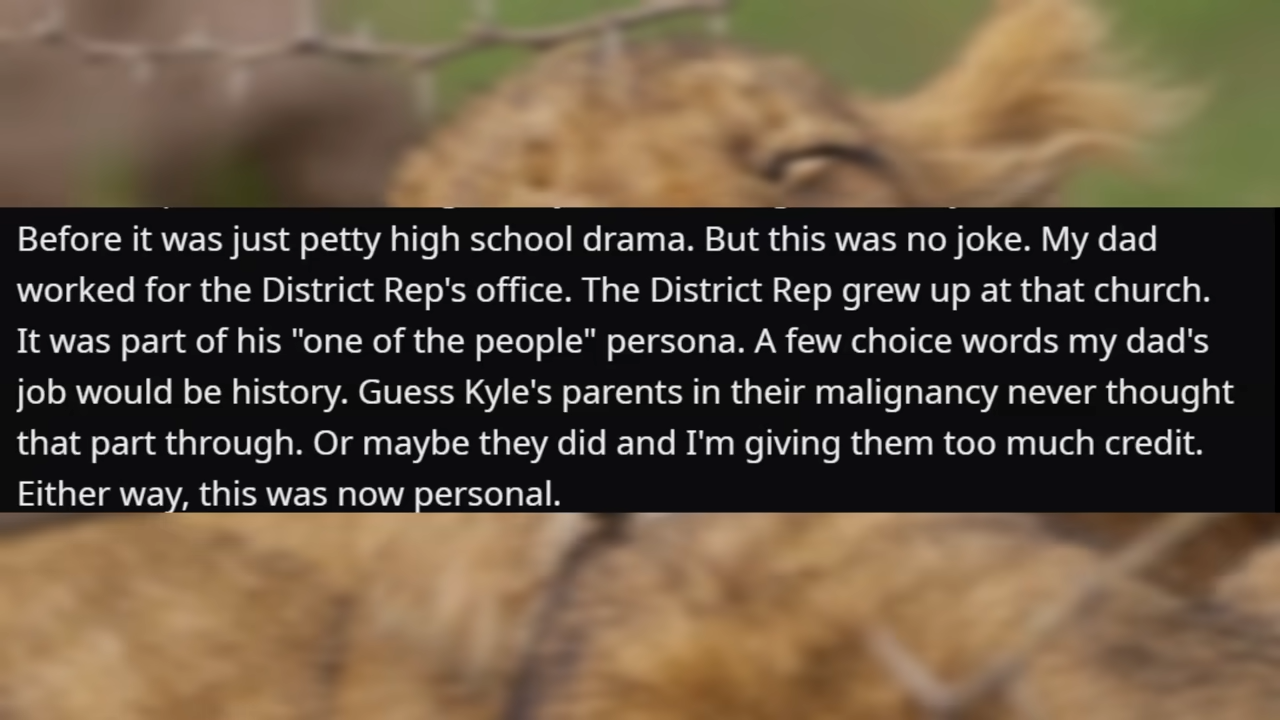 Before it was just petty high school drama. But this was no joke. My dad
worked for the District Rep's office. The District Rep grew up at that church.
It was part of his "one of the people" persona. A few choice words my dad's
job would be history. Guess Kyle's parents in their malignancy never thought
that part through. Or maybe they did and I'm giving them too much credit.
Either way, this was now personal.